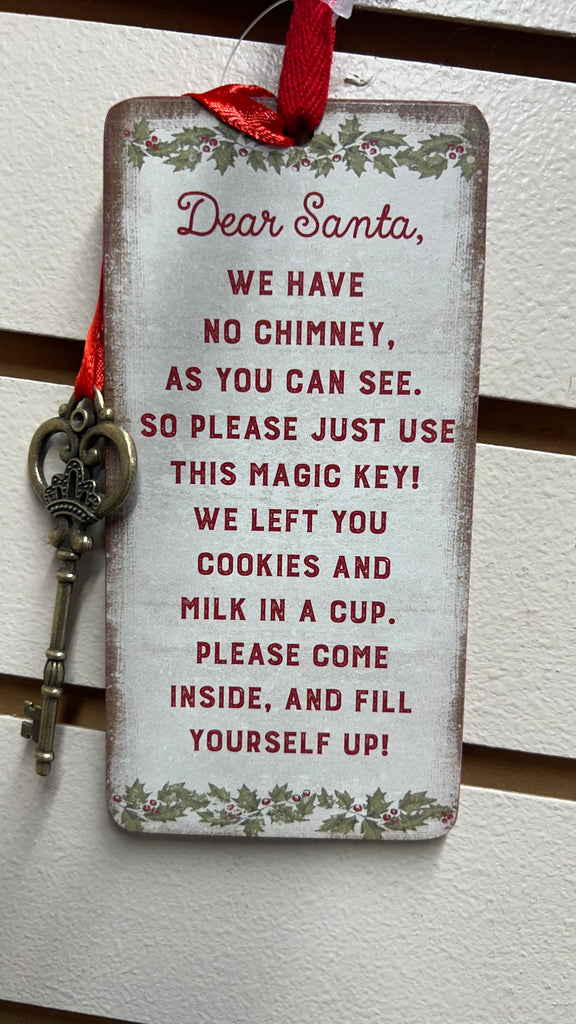 Dear Santa,
WE HAVE
NO CHIMNEY,
AS YOU CAN SEE.
SO PLEASE JUST USE
THIS MAGIC KEY!
WE LEFT YOU
COOKIES AND
MILK IN A CUP.
PLEASE COME
INSIDE, AND FILL
YOURSELF UP!